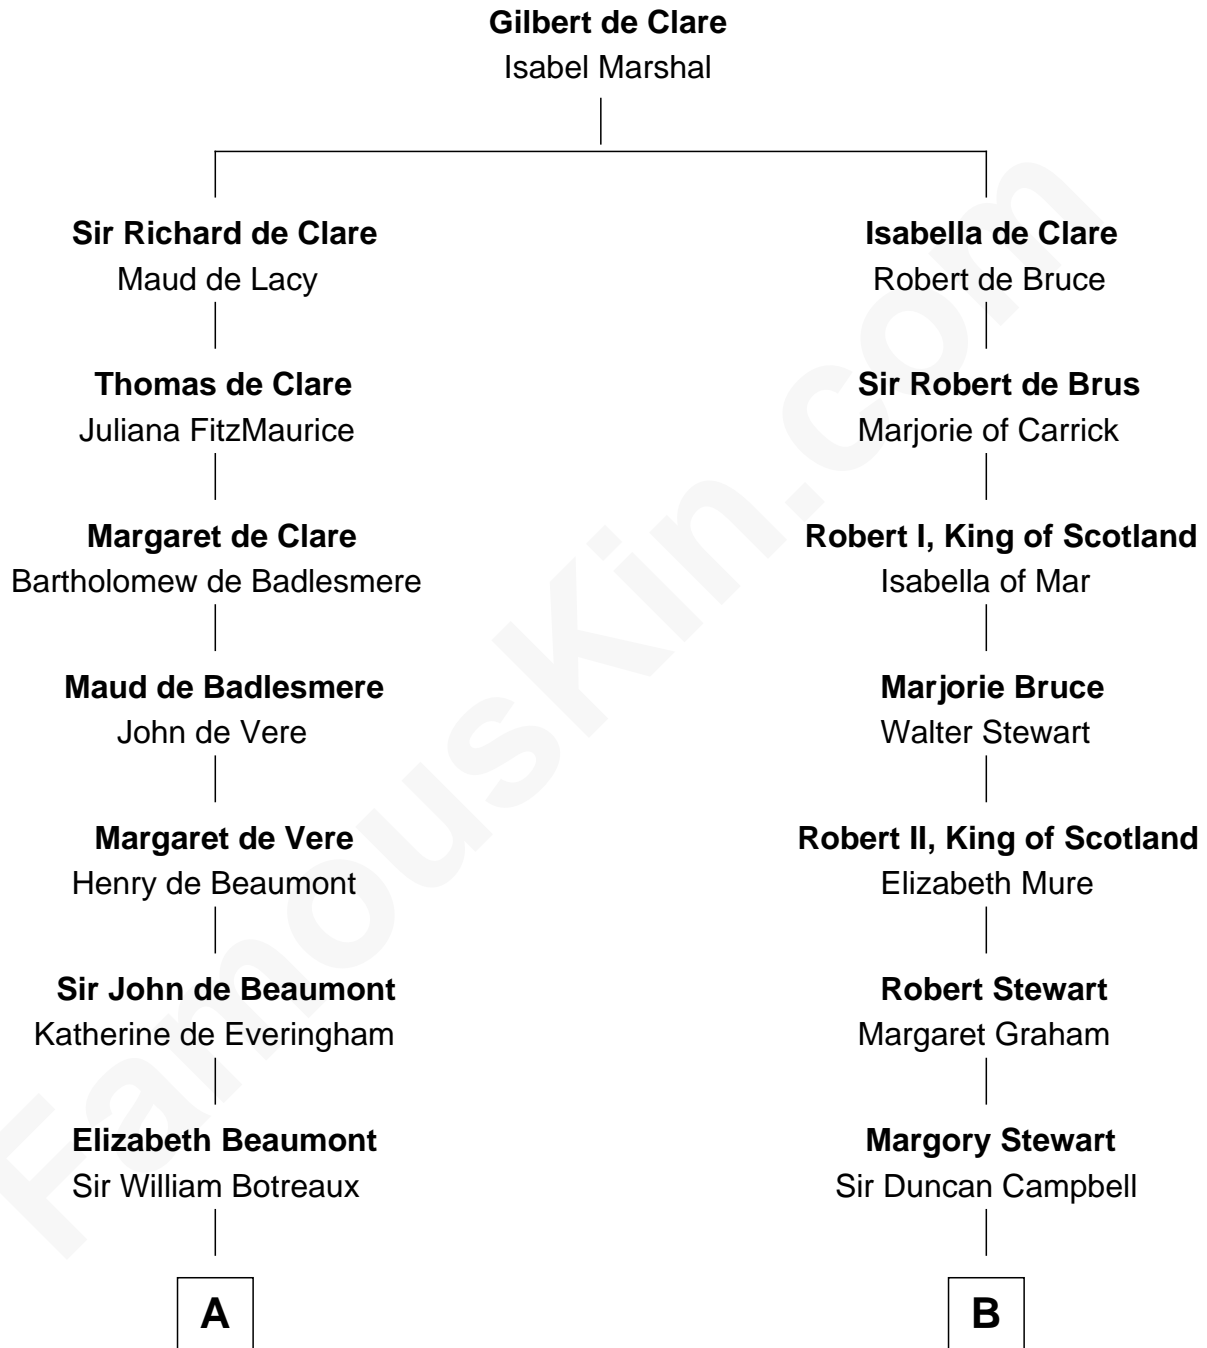 Gilbert de Clare
Isabel Marshal
Sir Richard de Clare
Maud de Lacy
Thomas de Clare
Juliana FitzMaurice
Margaret de Clare
Bartholomew de Badlesmere
Maud de Badlesmere
John de Vere
Margaret de Vere
Henry de Beaumont
Sir John de Beaumont
Katherine de Everingham
Elizabeth Beaumont
Sir William Botreaux
A
Isabella de Clare
Robert de Bruce
Sir Robert de Brus
Marjorie of Carrick
Robert I, King of Scotland
Isabella of Mar
Marjorie Bruce
Walter Stewart
Robert II, King of Scotland
Elizabeth Mure
Robert Stewart
Margaret Graham
Margory Stewart
Sir Duncan Campbell
B
FamousKin.com